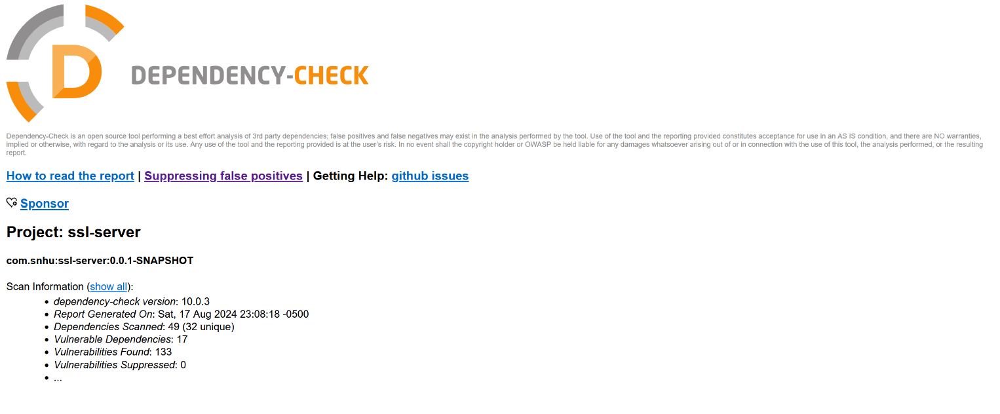 DEPENDENCY-CHECK
Dependency-Check is an open source tool performing a best effort analysis of 3rd party dependencies; false positives and false negatives may exist in the analysis performed by the tool. Use of the tool and the reporting provided constitutes acceptance for use in an AS IS condition, and there are NO warranties,
implied or otherwise, with regard to the analysis or its use. Any use of the tool and the reporting provided is at the user's risk. In no event shall the copyright holder or OWASP be held liable for any damages whatsoever arising out of or in connection with the use of this tool, the analysis performed, or the resulting
report.
How to read the report | Suppressing false positives | Getting Help: github issues
Sponsor
Project: ssl-server
com.snhu:ssl-server:0.0.1-SNAPSHOT
Scan Information (show all):
• dependency-check version: 10.0.3
• Report Generated On: Sat, 17 Aug 2024 23:08:18 -0500
• Dependencies Scanned: 49 (32 unique)
• Vulnerable Dependencies: 17
• Vulnerabilities Found: 133
• Vulnerabilities Suppressed: 0
• ...